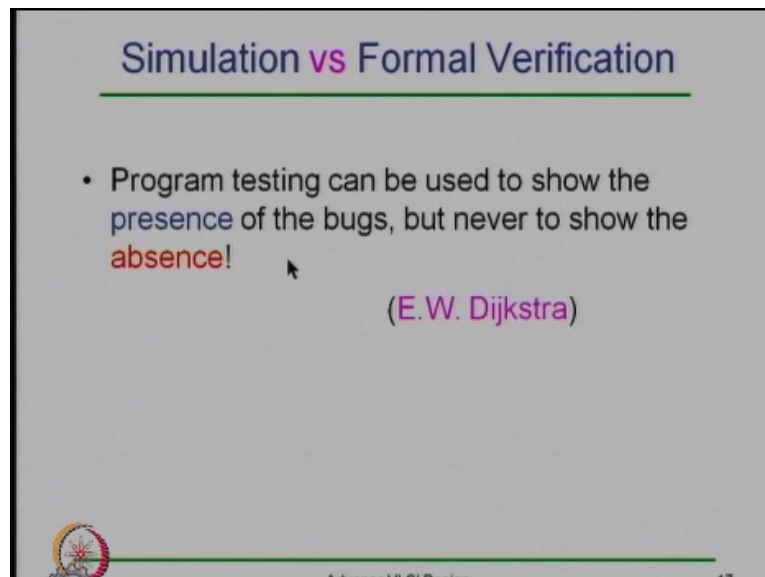 Simulation vs Formal Verification
• Program testing can be used to show the
presence of the bugs, but never to show the
absence!
(E.W. Dijkstra)